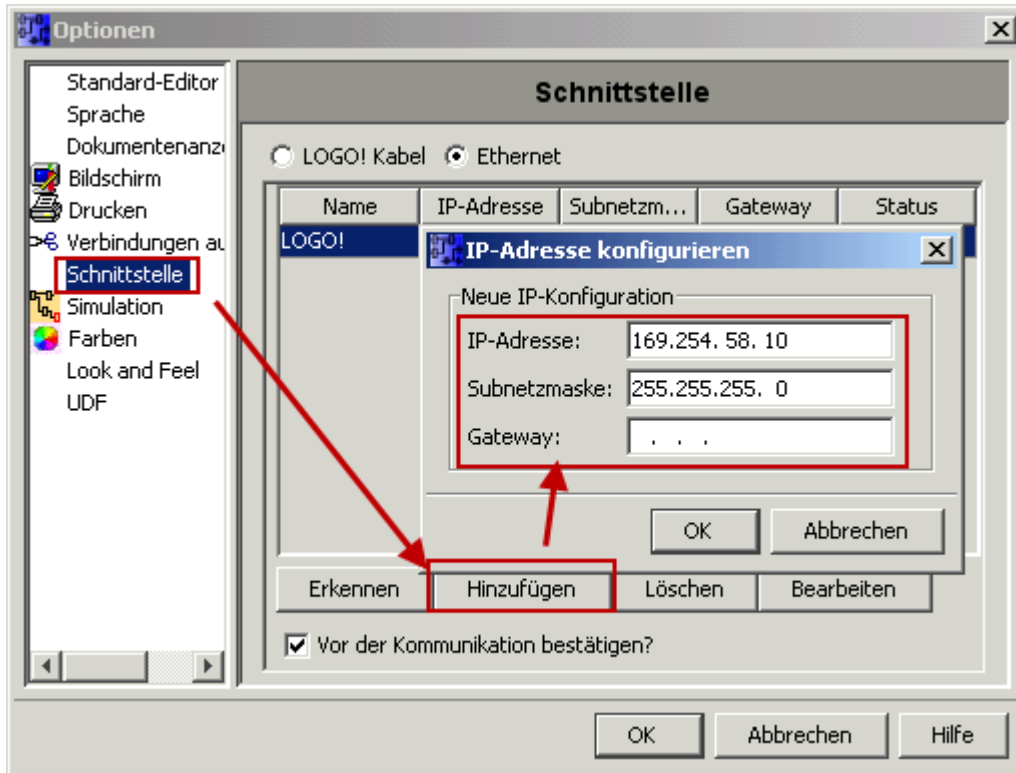 Optionen
Standard-Editor
Sprache
Dokumentenanz
Bildschirm
Drucken
Verbindungen au
Schnittstelle
Simulation
Farben
Look and Feel
UDF
Schnittstelle
LOGO! Kabel Ethernet
Name IP-Adresse Subnetzm... Gateway Status
LOGO!
IP-Adresse konfigurieren
Neue IP-Konfiguration
IP-Adresse: 169.254. 58. 10
Subnetzmaske: 255.255.255. 0
Gateway: . . .
OK Abbrechen
Erkennen Hinzufügen Löschen Bearbeiten
Vor der Kommunikation bestätigen?
OK Abbrechen Hilfe